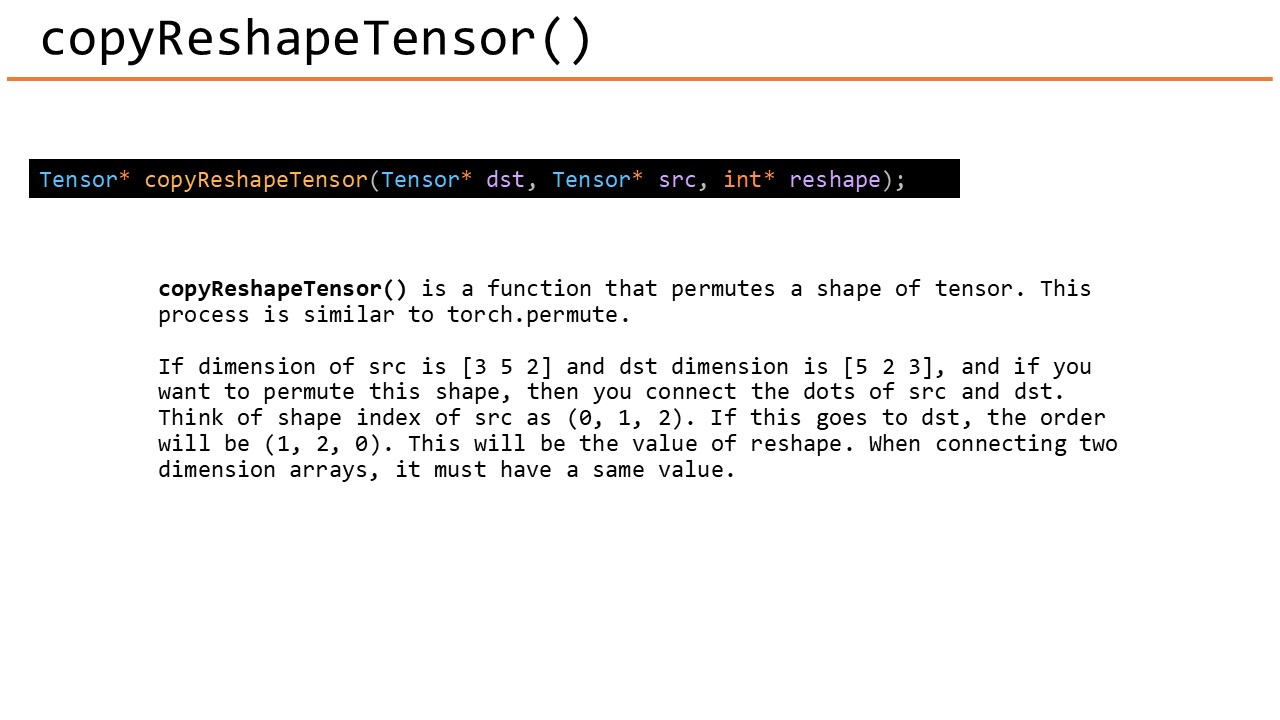 copyReshapeTensor()
Tensor* copyReshapeTensor(Tensor* dst, Tensor* src, int* reshape);
copyReshapeTensor() is a function that permutes a shape of tensor. This
process is similar to torch.permute.
If dimension of src is [3 5 2] and dst dimension is [5 2 3], and if you
want to permute this shape, then you connect the dots of src and dst.
Think of shape index of src as (0, 1, 2). If this goes to dst, the order
will be (1, 2, 0). This will be the value of reshape. When connecting two
dimension arrays, it must have a same value.